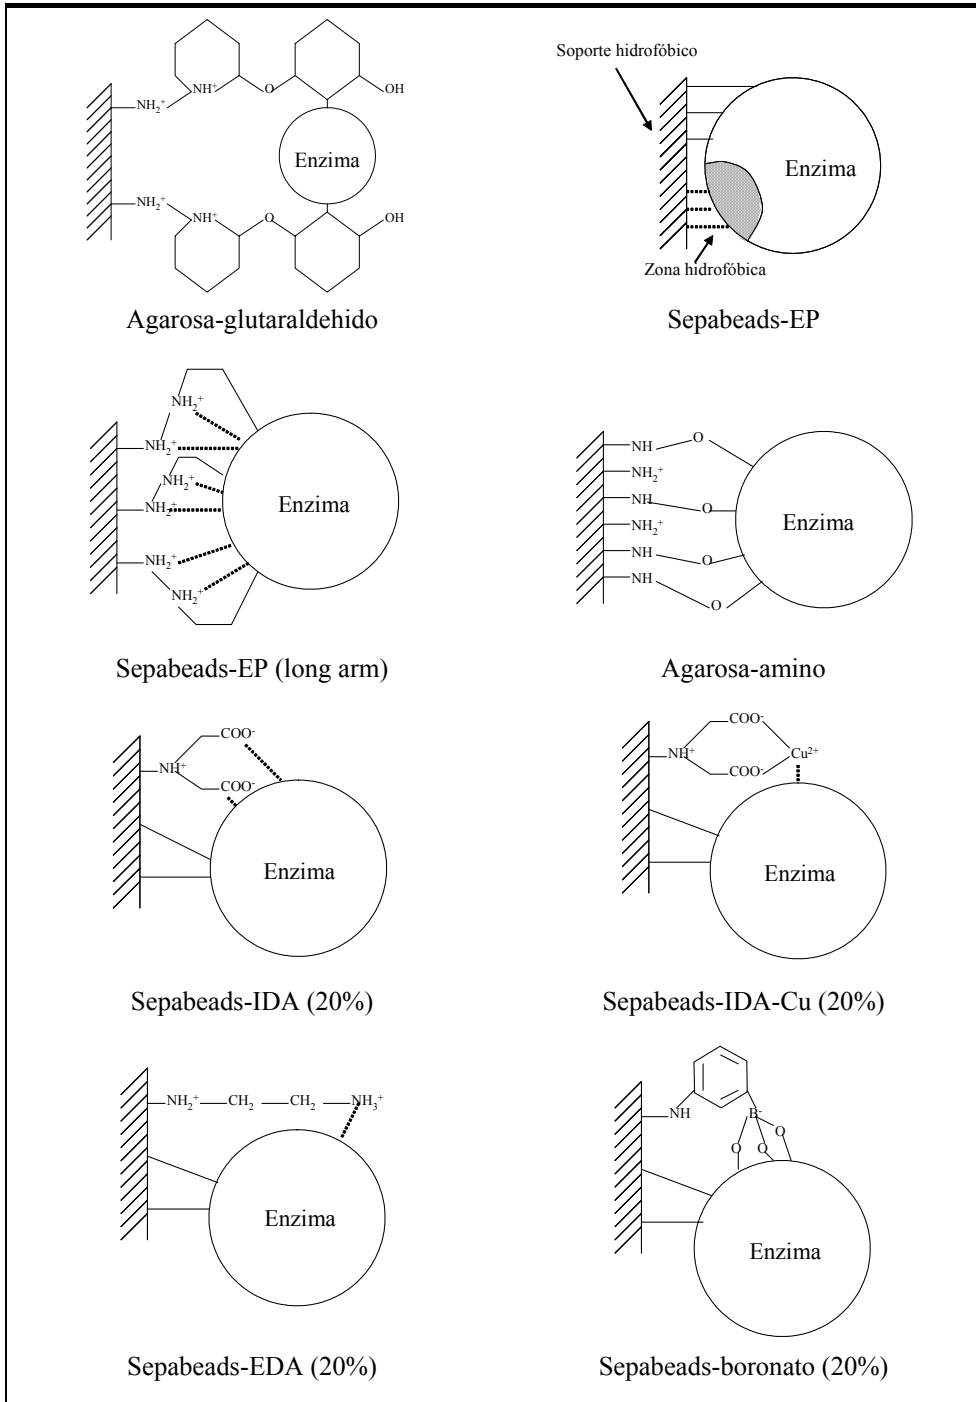 NH₂⁺ NH⁺ O OH
Enzima
NH₂⁺ NH⁺ O OH
Agarosa-glutaraldehido
Soporte hidrofóbico
Enzima
Zona hidrofóbica
Sepabeads-EP
NH₂⁺
NH₂⁺
NH₂⁺
NH₂⁺
Enzima
NH₂⁺
NH₂⁺
Sepabeads-EP (long arm)
NH O
NH₂⁺
NH O
Enzima
NH₂⁺
NH O
NH O
Agarosa-amino
COO⁻
NH⁺
COO⁻
Enzima
Sepabeads-IDA (20%)
COO⁻
NH⁺ Cu²⁺
COO⁻
Enzima
Sepabeads-IDA-Cu (20%)
NH₂⁺ CH₂ CH₂ NH₃⁺
Enzima
Sepabeads-EDA (20%)
NH B⁻
O O O
Enzima
Sepabeads-boronato (20%)